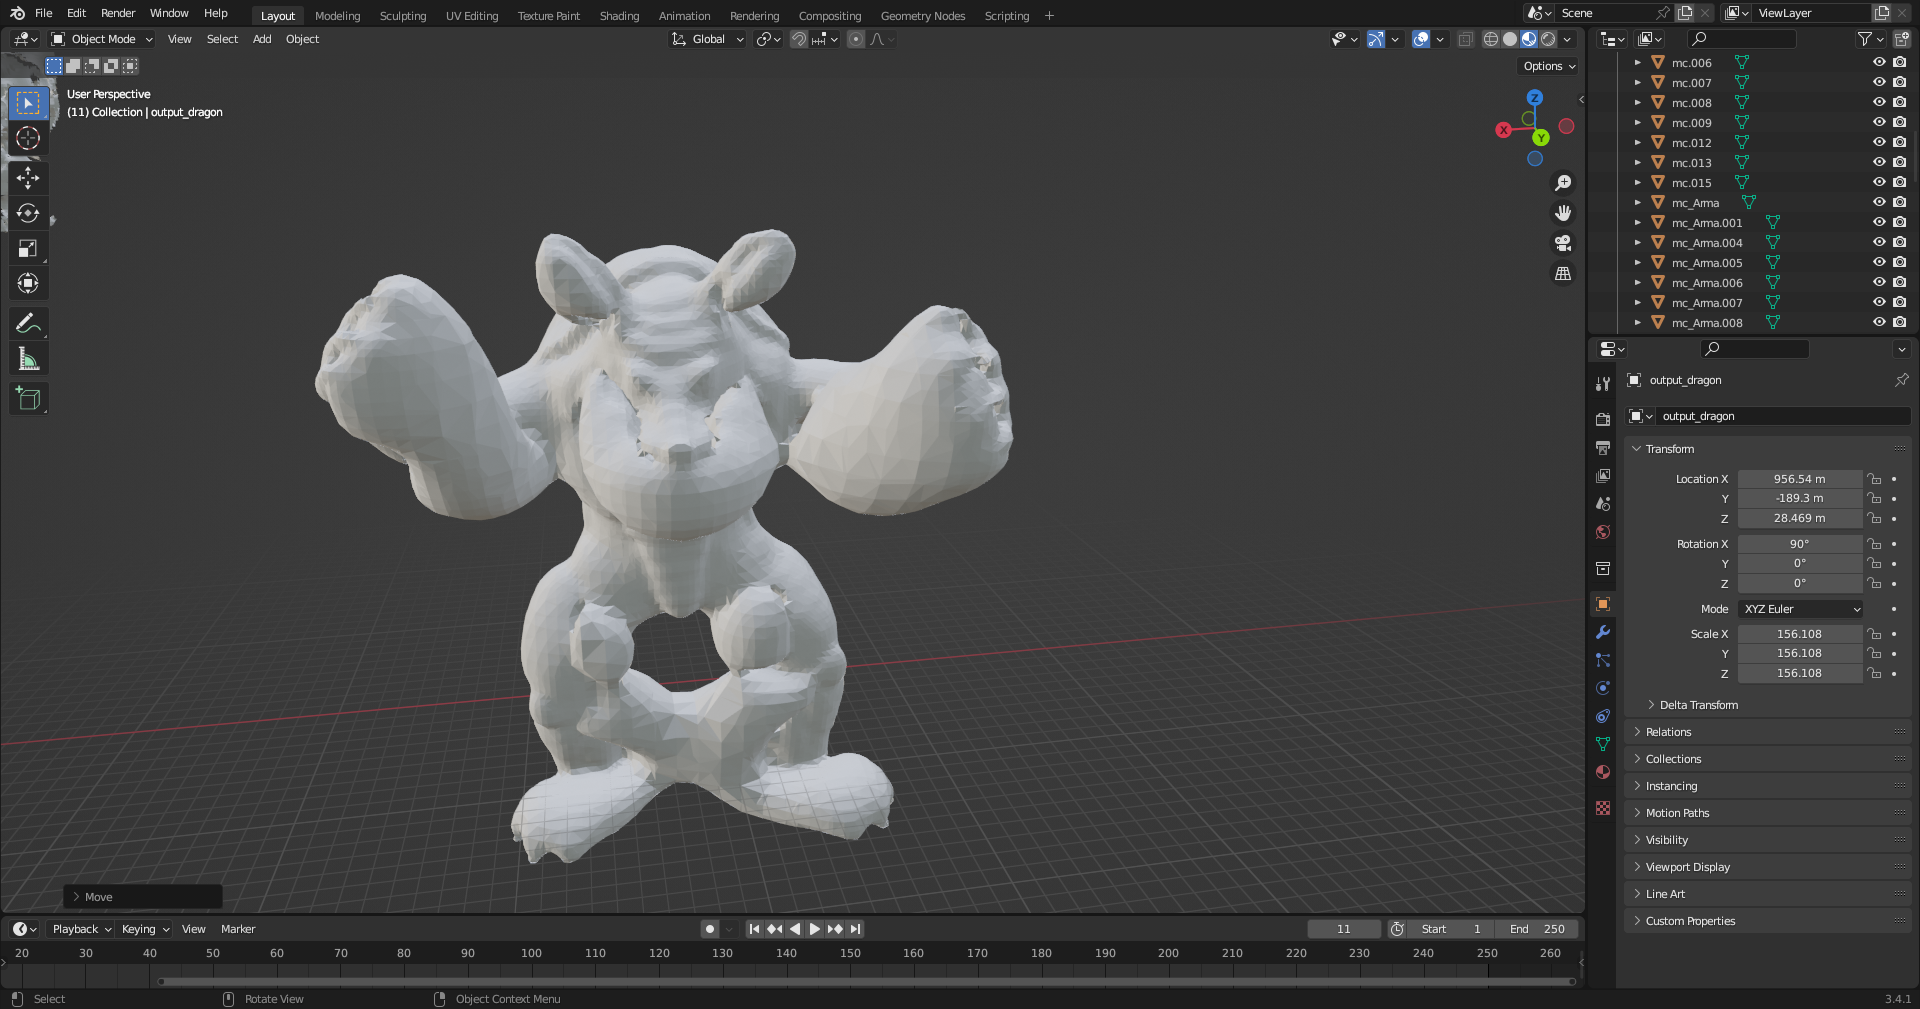 File Edit Render Window Help Layout Modeling Sculpting UV Editing Texture Paint Shading Animation Rendering Compositing Geometry Nodes Scripting + Scene ViewLayer
Object Mode View Select Add Object Global
Options
User Perspective
(11) Collection | output_dragon
Z
X
Y
mc.006
mc.007
mc.008
mc.009
mc.012
mc.013
mc.015
mc_Arma
mc_Arma.001
mc_Arma.004
mc_Arma.005
mc_Arma.006
mc_Arma.007
mc_Arma.008
output_dragon
output_dragon
Transform
Location X 956.54 m
Y -189.3 m
Z 28.469 m
Rotation X 90°
Y 0°
Z 0°
Mode XYZ Euler
Scale X 156.108
Y 156.108
Z 156.108
Delta Transform
Relations
Collections
Instancing
Motion Paths
Visibility
Viewport Display
Line Art
Custom Properties
Move
Playback Keying View Marker 11 Start 1 End 250
20 30 40 50 60 70 80 90 100 110 120 130 140 150 160 170 180 190 200 210 220 230 240 250 260
Select Rotate View Object Context Menu 3.4.1